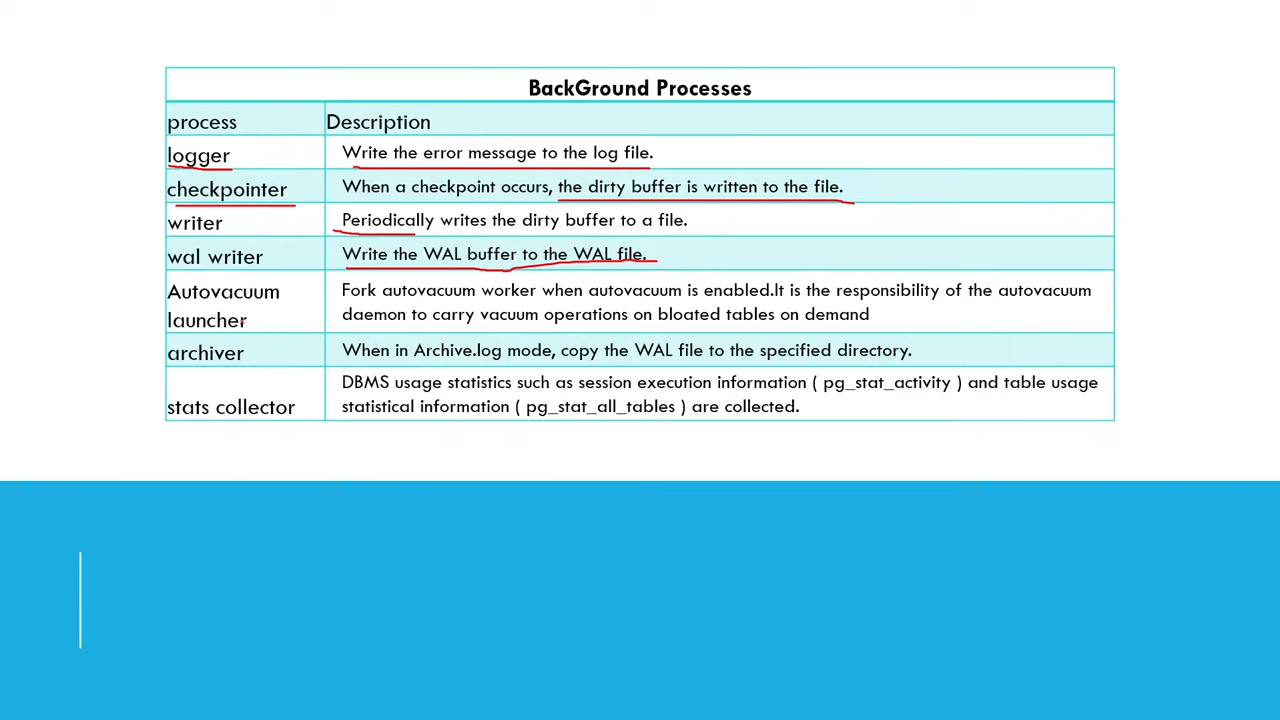 BackGround Processes
process Description
logger Write the error message to the log file.
checkpointer When a checkpoint occurs, the dirty buffer is written to the file.
writer Periodically writes the dirty buffer to a file.
wal writer Write the WAL buffer to the WAL file.
Autovacuum Fork autovacuum worker when autovacuum is enabled.It is the responsibility of the autovacuum
launcher daemon to carry vacuum operations on bloated tables on demand
archiver When in Archive.log mode, copy the WAL file to the specified directory.
DBMS usage statistics such as session execution information ( pg_stat_activity ) and table usage
stats collector statistical information ( pg_stat_all_tables ) are collected.